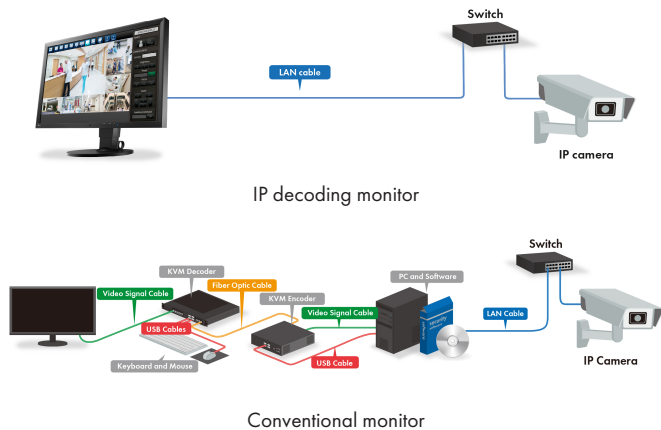 Switch
LAN cable
IP camera
IP decoding monitor
Switch
KVM Decoder
PC and Software
Fiber Optic Cable
Video Signal Cable
KVM Encoder
Video Signal Cable
LAN Cable
USB Cables
Keyboard and Mouse
USB Cable
IP Camera
Conventional monitor